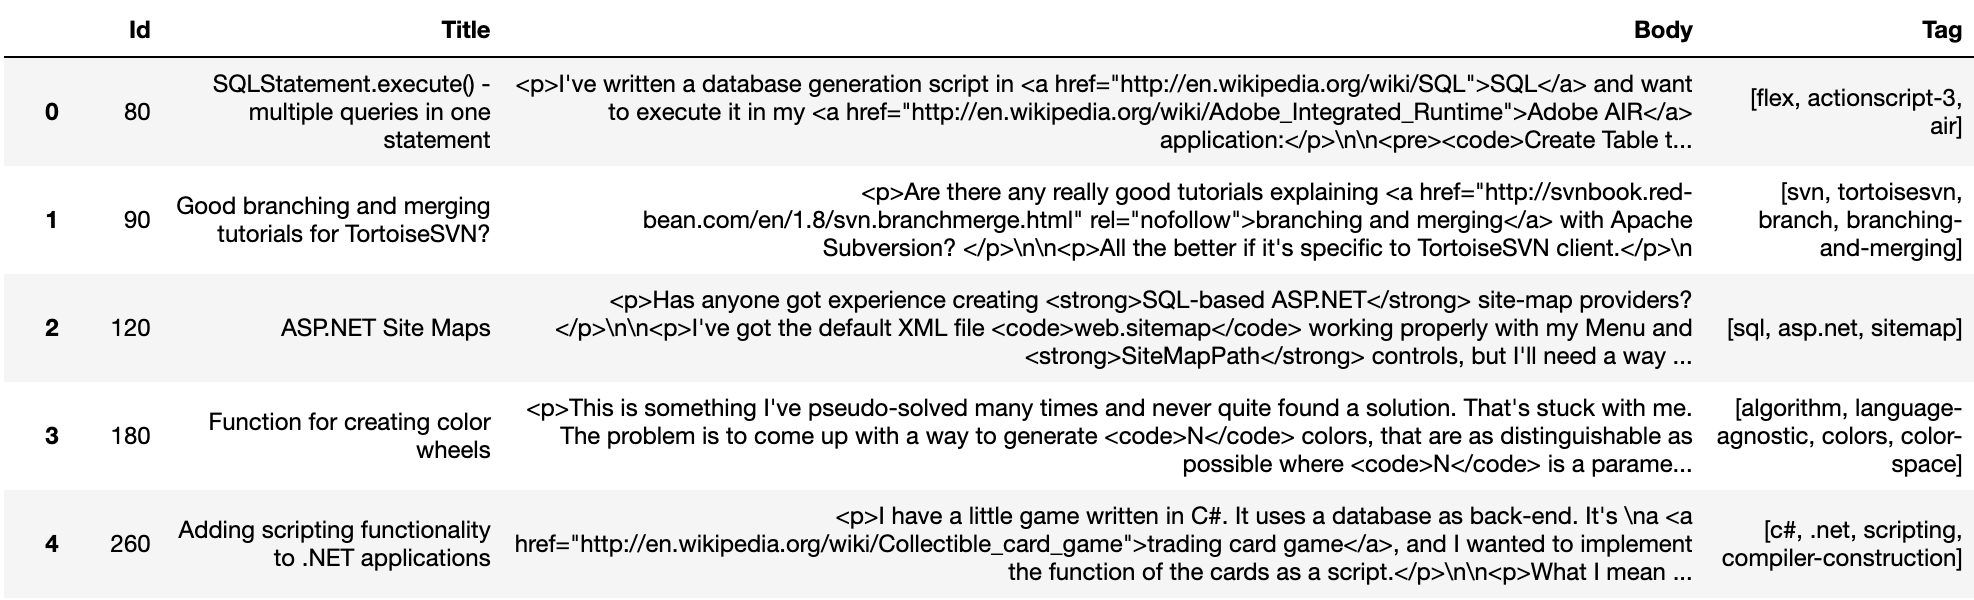 Id Title Body Tag
SQLStatement.execute() -
multiple queries in one
statement
<p>I've written a database generation script in <a href="http://en.wikipedia.org/wiki/SQL">SQL</a> and want
to execute it in my <a href="http://en.wikipedia.org/wiki/Adobe_Integrated_Runtime">Adobe AIR</a>
application:</p>\n\n<pre><code>Create Table t...
0 80
[flex, actionscript-3,
air]
1 90
Good branching and merging
tutorials for TortoiseSVN?
<p>Are there any really good tutorials explaining <a href="http://svnbook.red-
bean.com/en/1.8/svn.branchmerge.html" rel="nofollow">branching and merging</a> with Apache
Subversion? </p>\n\n<p>All the better if it's specific to TortoiseSVN client.</p>\n
[svn, tortoisesvn,
branch, branching-
and-merging]
2 120
ASP.NET Site Maps
<p>Has anyone got experience creating <strong>SQL-based ASP.NET</strong> site-map providers?
</p>\n\n<p>I've got the default XML file <code>web.sitemap</code> working properly with my Menu and
<strong>SiteMapPath</strong> controls, but I'll need a way ...
[sql, asp.net, sitemap]
3 180
Function for creating color
wheels
<p>This is something I've pseudo-solved many times and never quite found a solution. That's stuck with me.
The problem is to come up with a way to generate <code>N</code> colors, that are as distinguishable as
possible where <code>N</code> is a parame...
[algorithm, language-
agnostic, colors, color-
space]
4 260
Adding scripting functionality
to .NET applications
<p>I have a little game written in C#. It uses a database as back-end. It's \na <a
href="http://en.wikipedia.org/wiki/Collectible_card_game">trading card game</a>, and I wanted to implement
the function of the cards as a script.</p>\n\n<p>What I mean ...
[c#, .net, scripting,
compiler-construction]